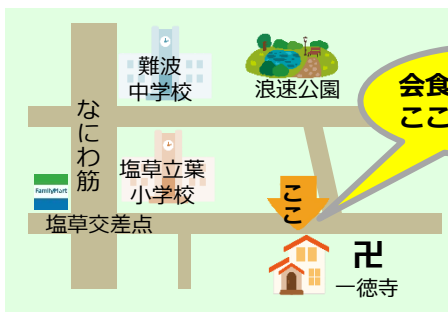 難波
中学校
浪速公園
会食
ここ
なにわ筋
塩草立葉
小学校
FamilyMart
ここ
塩草交差点
卍
一徳寺